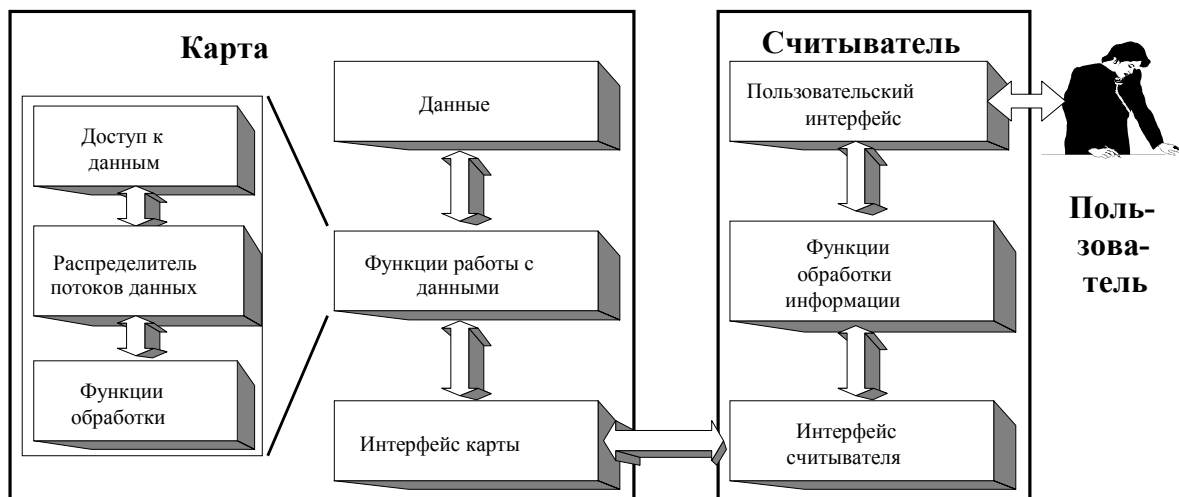 Карта
Доступ к
данным
Распределитель
потоков данных
Функции
обработки
Данные
Функции работы с
данными
Интерфейс карты
Считыватель
Пользовательский
интерфейс
Функции
обработки
информации
Интерфейс
считывателя
Поль-
зова-
тель